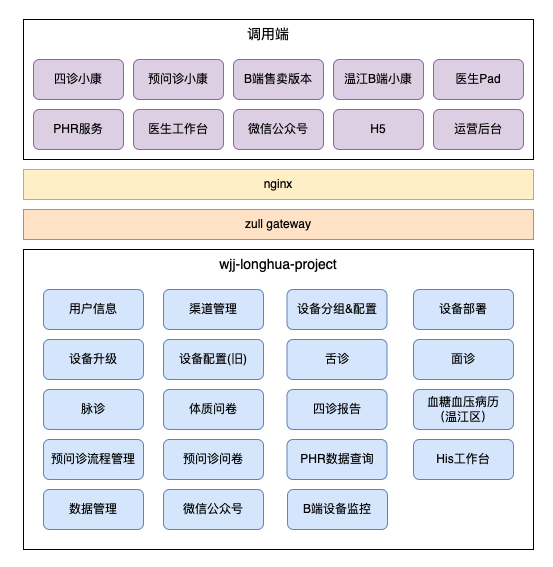 调用端
四诊小康
预问诊小康
B端售卖版本
温江B端小康
医生Pad
PHR服务
医生工作台
微信公众号
H5
运营后台
nginx
zull gateway
wjj-longhua-project
用户信息
渠道管理
设备分组&配置
设备部署
设备升级
设备配置(旧)
舌诊
面诊
脉诊
体质问卷
四诊报告
血糖血压病历
（温江区）
预问诊流程管理
预问诊问卷
PHR数据查询
His工作台
数据管理
微信公众号
B端设备监控